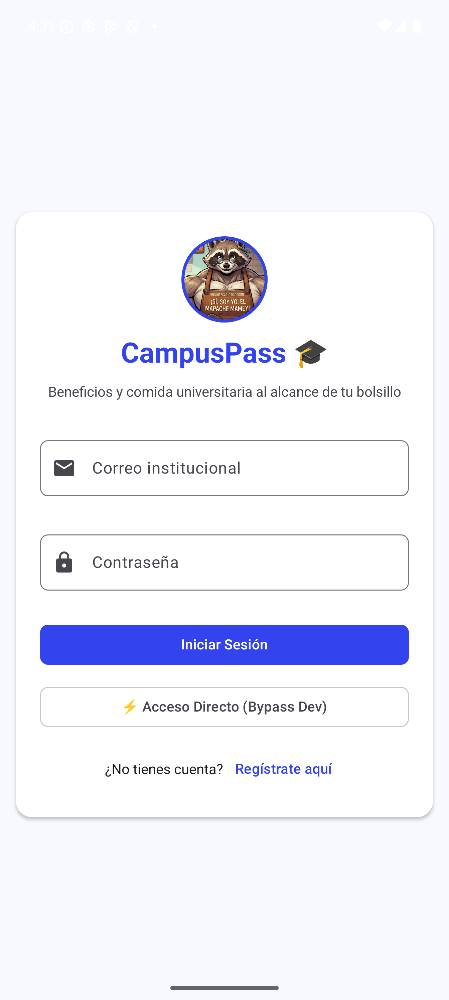 4:31
BIBLIOTECARIO RACCOON
¡SÍ, SOY YO, EL
MAPACHE MAMEY!
CampusPass 🎓
Beneficios y comida universitaria al alcance de tu bolsillo
Correo institucional
Contraseña
Iniciar Sesión
⚡ Acceso Directo (Bypass Dev)
¿No tienes cuenta? Regístrate aquí